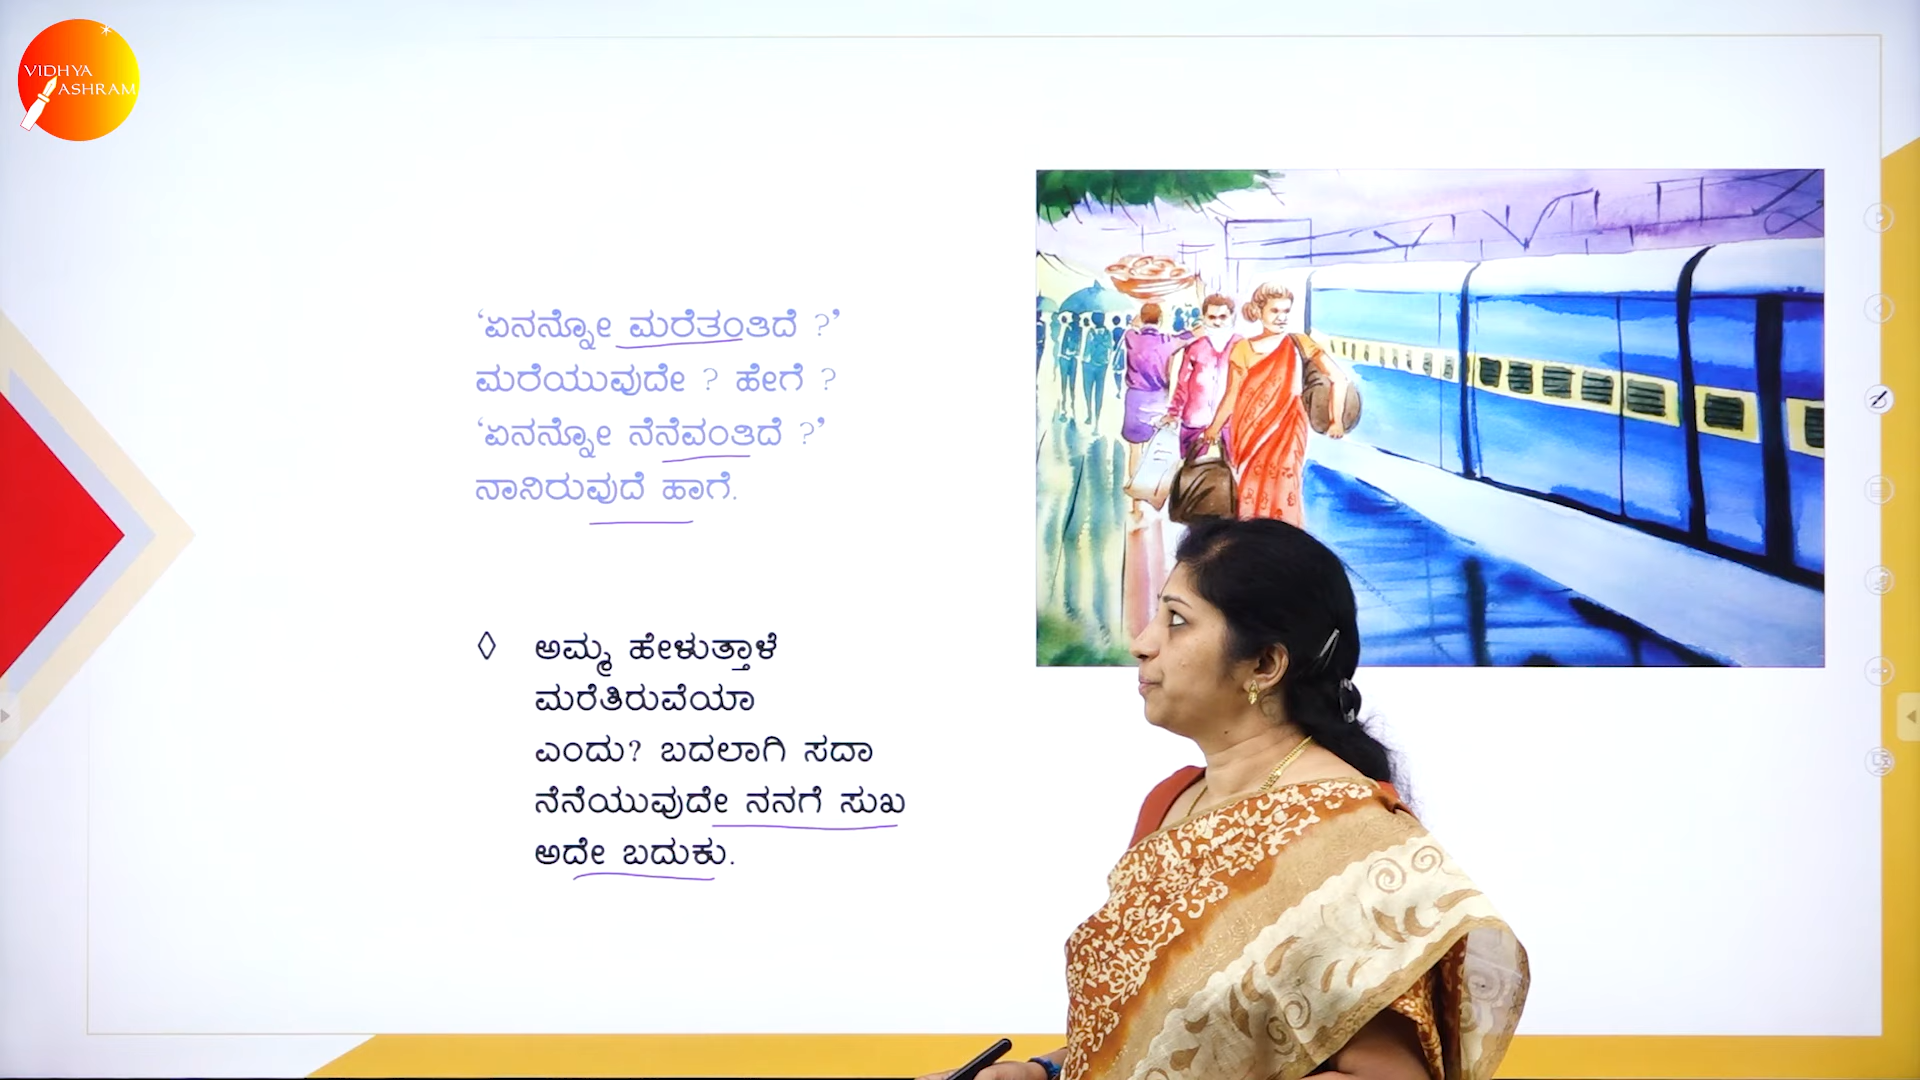 VIDHYA
ASHRAM
‘ಏನನ್ನೋ ಮರೆತಂತಿದೆ ?’
ಮರೆಯುವುದೇ ? ಹೇಗೆ ?
‘ಏನನ್ನೋ ನೆನೆವಂತಿದೆ ?’
ನಾನಿರುವುದೆ ಹಾಗೆ.
◊ ಅಮ್ಮ ಹೇಳುತ್ತಾಳೆ
ಮರೆತಿರುವೆಯಾ
ಎಂದು? ಬದಲಾಗಿ ಸದಾ
ನೆನೆಯುವುದೇ ನನಗೆ ಸುಖ
ಅದೇ ಬದುಕು.